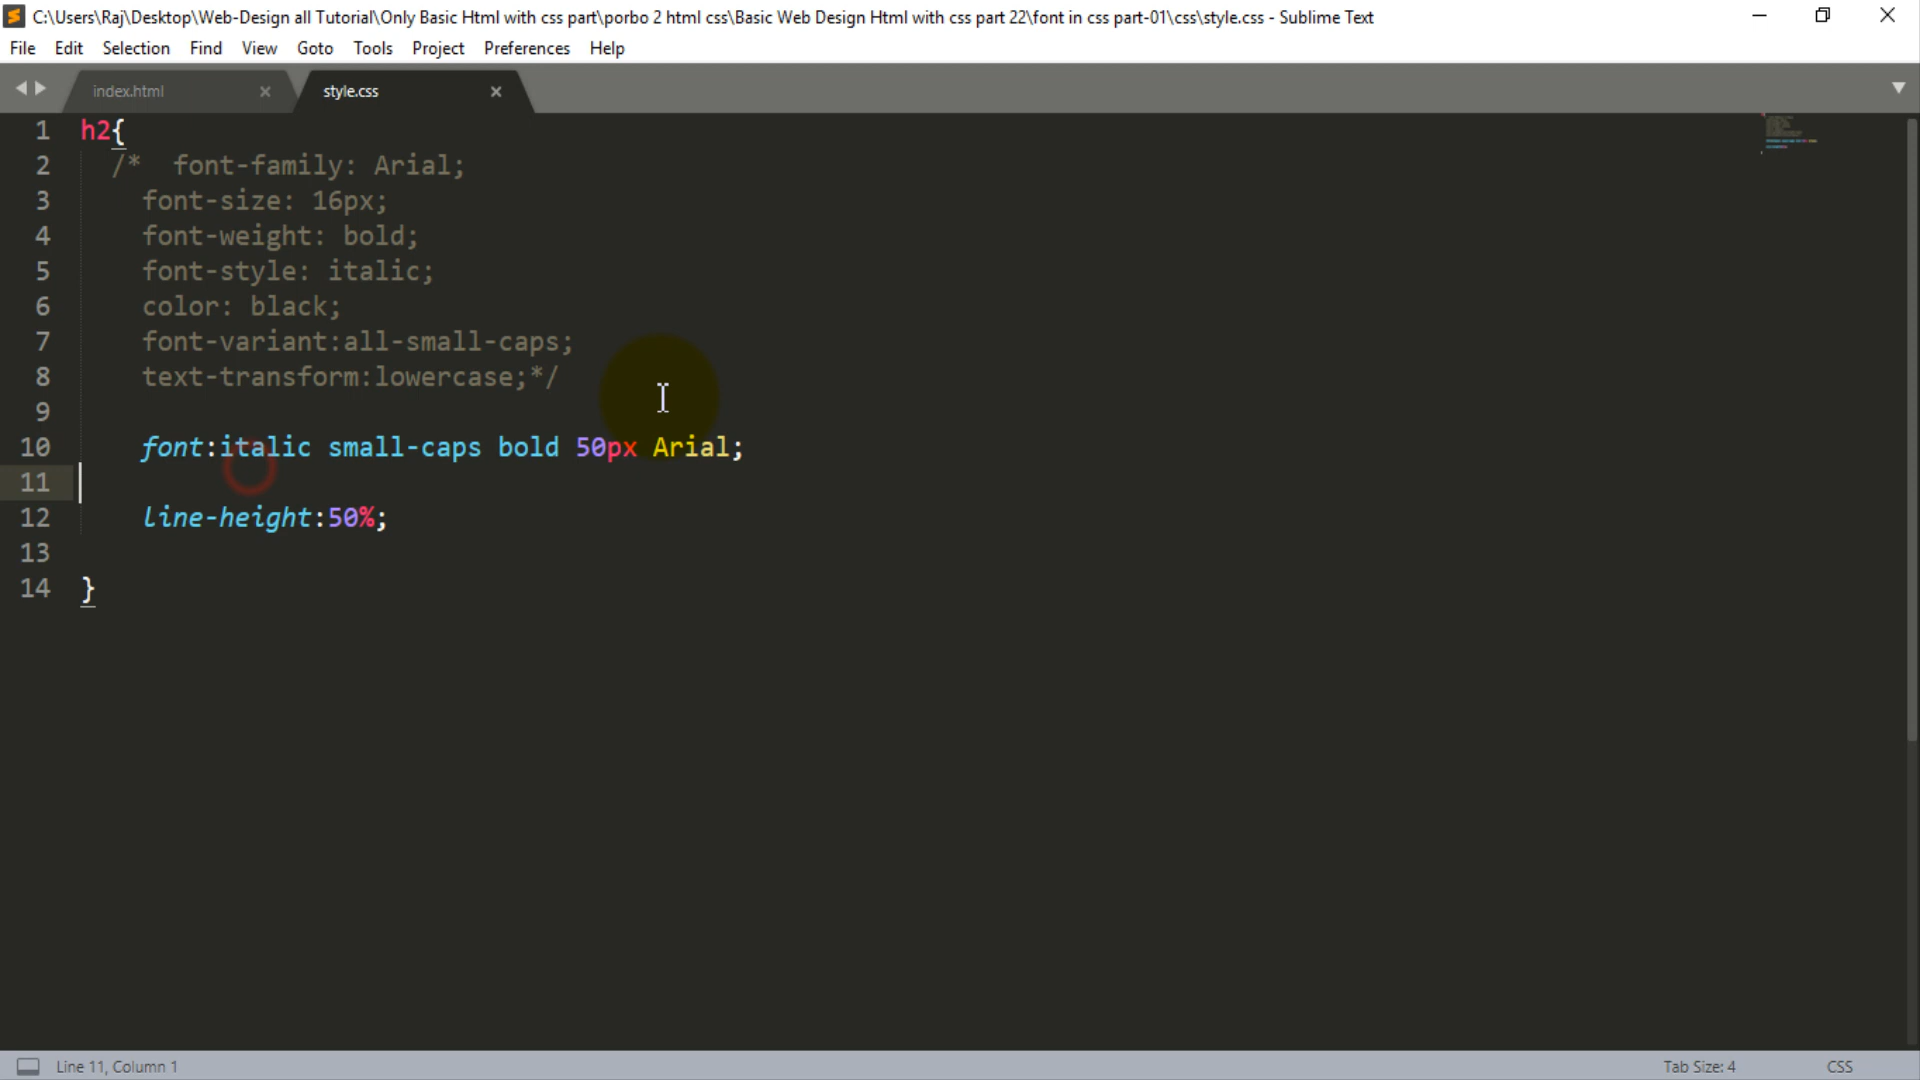 C:\Users\Raj\Desktop\Web-Design all Tutorial\Only Basic Html with css part\porbo 2 html css\Basic Web Design Html with css part 22\font in css part-01\css\style.css - Sublime Text
File Edit Selection Find View Goto Tools Project Preferences Help
index.html × style.css ×
1 h2{
2 /* font-family: Arial;
3 font-size: 16px;
4 font-weight: bold;
5 font-style: italic;
6 color: black;
7 font-variant:all-small-caps;
8 text-transform:lowercase;*/
9
10 font:italic small-caps bold 50px Arial;
11
12 line-height:50%;
13
14 }
Line 11, Column 1 Tab Size: 4 CSS